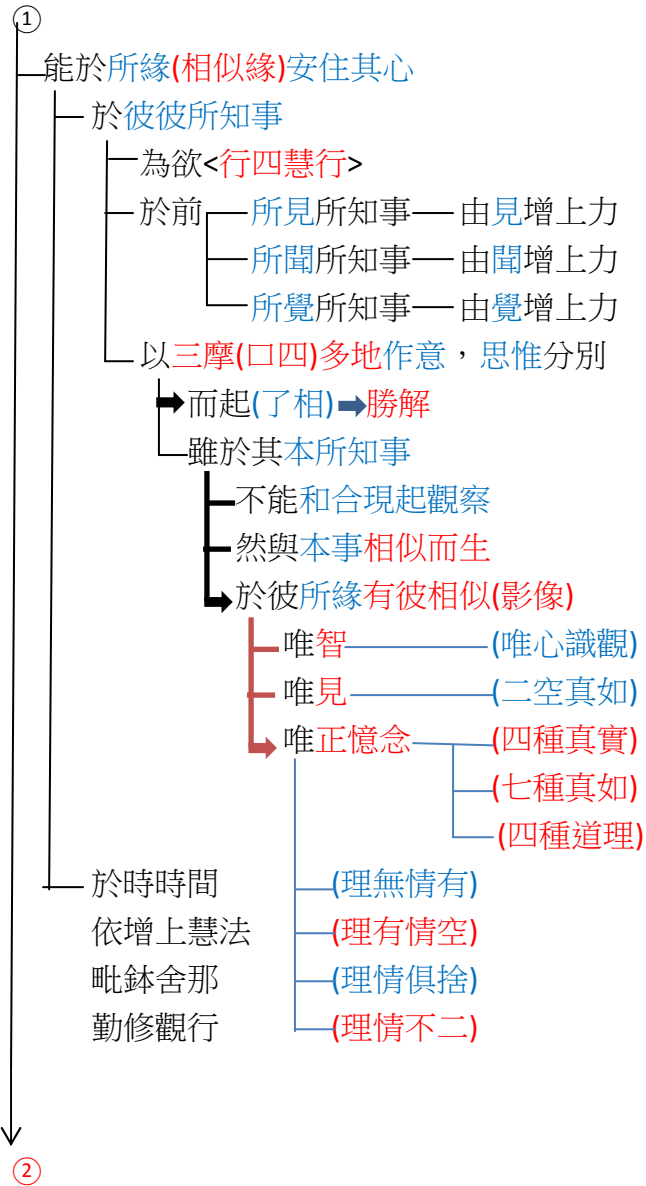 ①
能於所緣(相似緣)安住其心
於彼彼所知事
為欲<行四慧行>
於前 所見所知事 由見增上力
所聞所知事 由聞增上力
所覺所知事 由覺增上力
以三摩(口四)多地作意，思惟分別
而起(了相) 勝解
雖於其本所知事
不能和合現起觀察
然與本事相似而生
於彼所緣有彼相似(影像)
唯智 (唯心識觀)
唯見 (二空真如)
唯正憶念 (四種真實)
(七種真如)
(四種道理)
於時時間 (理無情有)
依增上慧法 (理有情空)
毗鉢舍那 (理情俱捨)
勤修觀行 (理情不二)
②